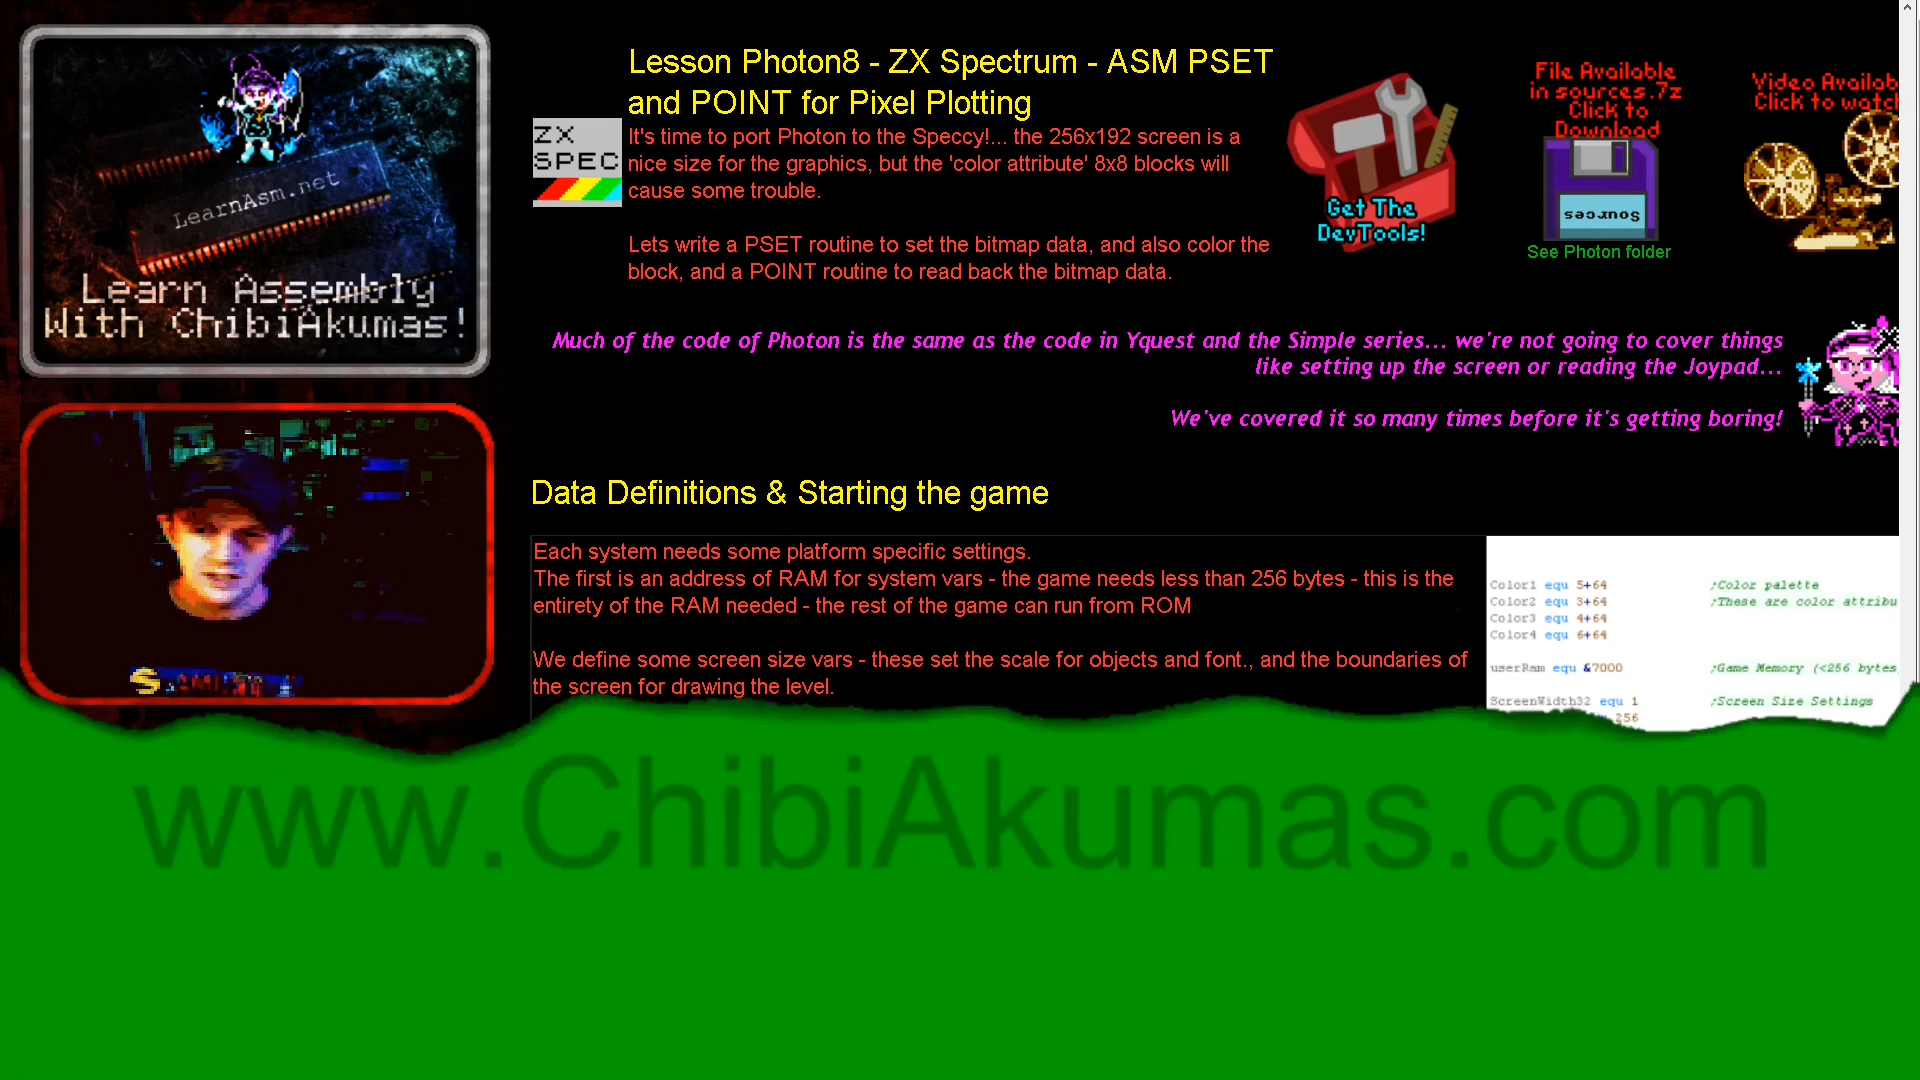 LearnAsm.net
Learn Assembly
With ChibiAkumas!
Lesson Photon8 - ZX Spectrum - ASM PSET
and POINT for Pixel Plotting
ZX
SPEC
It's time to port Photon to the Speccy!... the 256x192 screen is a
nice size for the graphics, but the 'color attribute' 8x8 blocks will
cause some trouble.
Lets write a PSET routine to set the bitmap data, and also color the
block, and a POINT routine to read back the bitmap data.
Get The
DevTools!
File Available
in sources.7z
Click to
Download
Sources
See Photon folder
Video Availab
Click to watch
Much of the code of Photon is the same as the code in Yquest and the Simple series... we're not going to cover things
like setting up the screen or reading the Joypad...
We've covered it so many times before it's getting boring!
Data Definitions & Starting the game
Each system needs some platform specific settings.
The first is an address of RAM for system vars - the game needs less than 256 bytes - this is the
entirety of the RAM needed - the rest of the game can run from ROM
We define some screen size vars - these set the scale for objects and font., and the boundaries of
the screen for drawing the level.
Color1 equ 5+64 ;Color palette
Color2 equ 3+64 ;These are color attribu
Color3 equ 4+64
Color4 equ 6+64
userRam equ &7000 ;Game Memory (<256 bytes
ScreenWidth32 equ 1 ;Screen Size Settings
256
www.ChibiAkumas.com